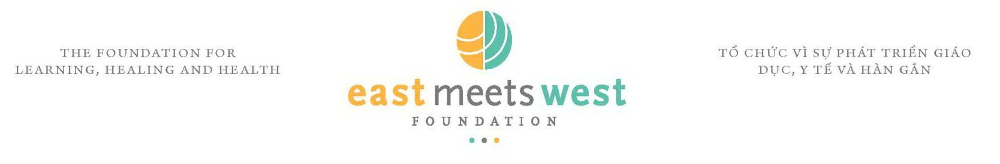 THE FOUNDATION FOR
LEARNING, HEALING AND HEALTH
east meets west
FOUNDATION
TỔ CHỨC VÌ SỰ PHÁT TRIỂN GIÁO
DỤC, Y TẾ VÀ HÀN GẮN